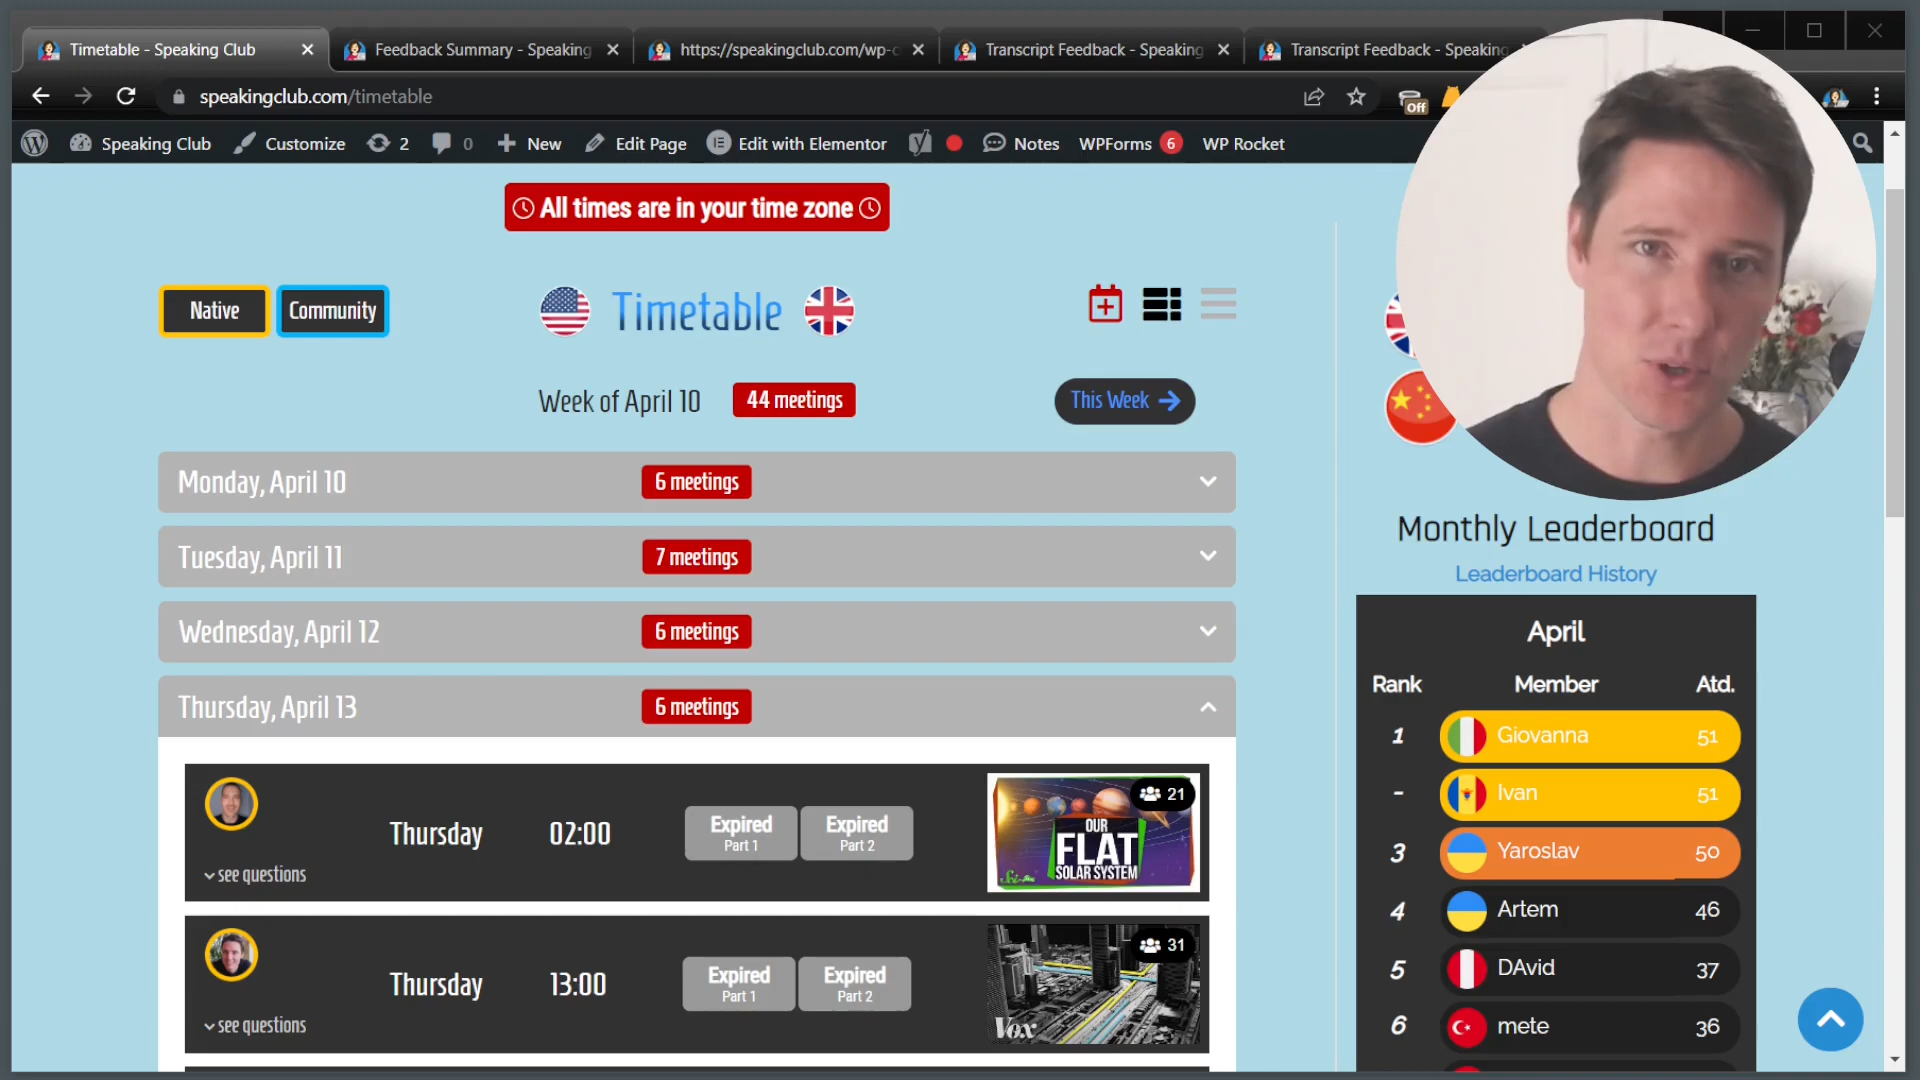 Timetable - Speaking Club
Feedback Summary - Speaking
https://speakingclub.com/wp-c
Transcript Feedback - Speaking
Transcript Feedback - Speaking
speakingclub.com/timetable
Off
Speaking Club
Customize
2
0
New
Edit Page
Edit with Elementor
Notes
WPForms 6
WP Rocket
All times are in your time zone
Native
Community
Timetable
Week of April 10
44 meetings
This Week
Monday, April 10
6 meetings
Tuesday, April 11
7 meetings
Wednesday, April 12
6 meetings
Thursday, April 13
6 meetings
Thursday
02:00
Expired
Part 1
Expired
Part 2
see questions
21
OUR
FLAT
SOLAR SYSTEM
Thursday
13:00
Expired
Part 1
Expired
Part 2
see questions
31
Vox
Monthly Leaderboard
Leaderboard History
April
Rank Member Atd.
1 Giovanna 51
- Ivan 51
3 Yaroslav 50
4 Artem 46
5 DAvid 37
6 mete 36